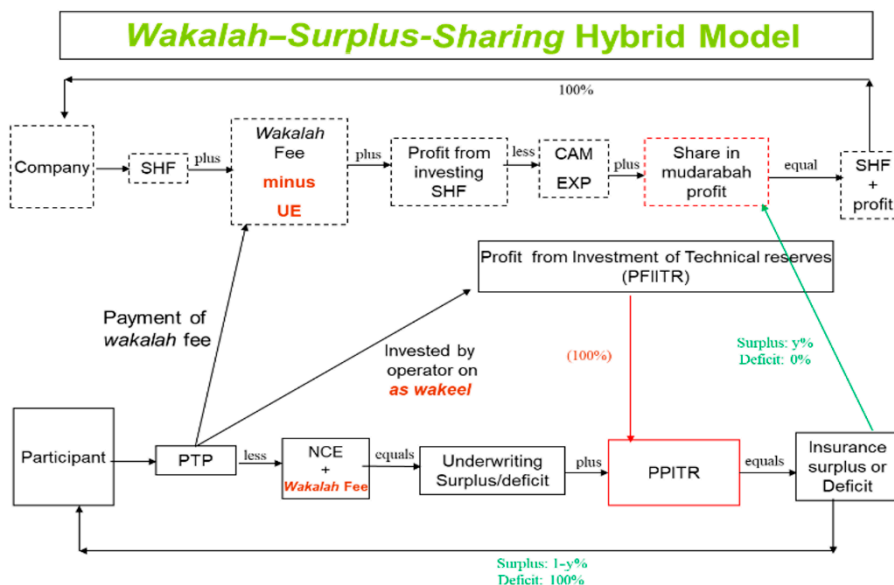 Wakalah–Surplus-Sharing Hybrid Model
100%
Company
SHF
plus
Wakalah
Fee
minus
UE
plus
Profit from
investing
SHF
less
CAM
EXP
plus
Share in
mudarabah
profit
equal
SHF
+
profit
Profit from Investment of Technical reserves
(PFIITR)
Payment of
wakalah fee
Invested by
operator on
as wakeel
(100%)
Surplus: y%
Deficit: 0%
Participant
PTP
less
NCE
+
Wakalah Fee
equals
Underwriting
Surplus/deficit
plus
PPITR
equals
Insurance
surplus or
Deficit
Surplus: 1-y%
Deficit: 100%